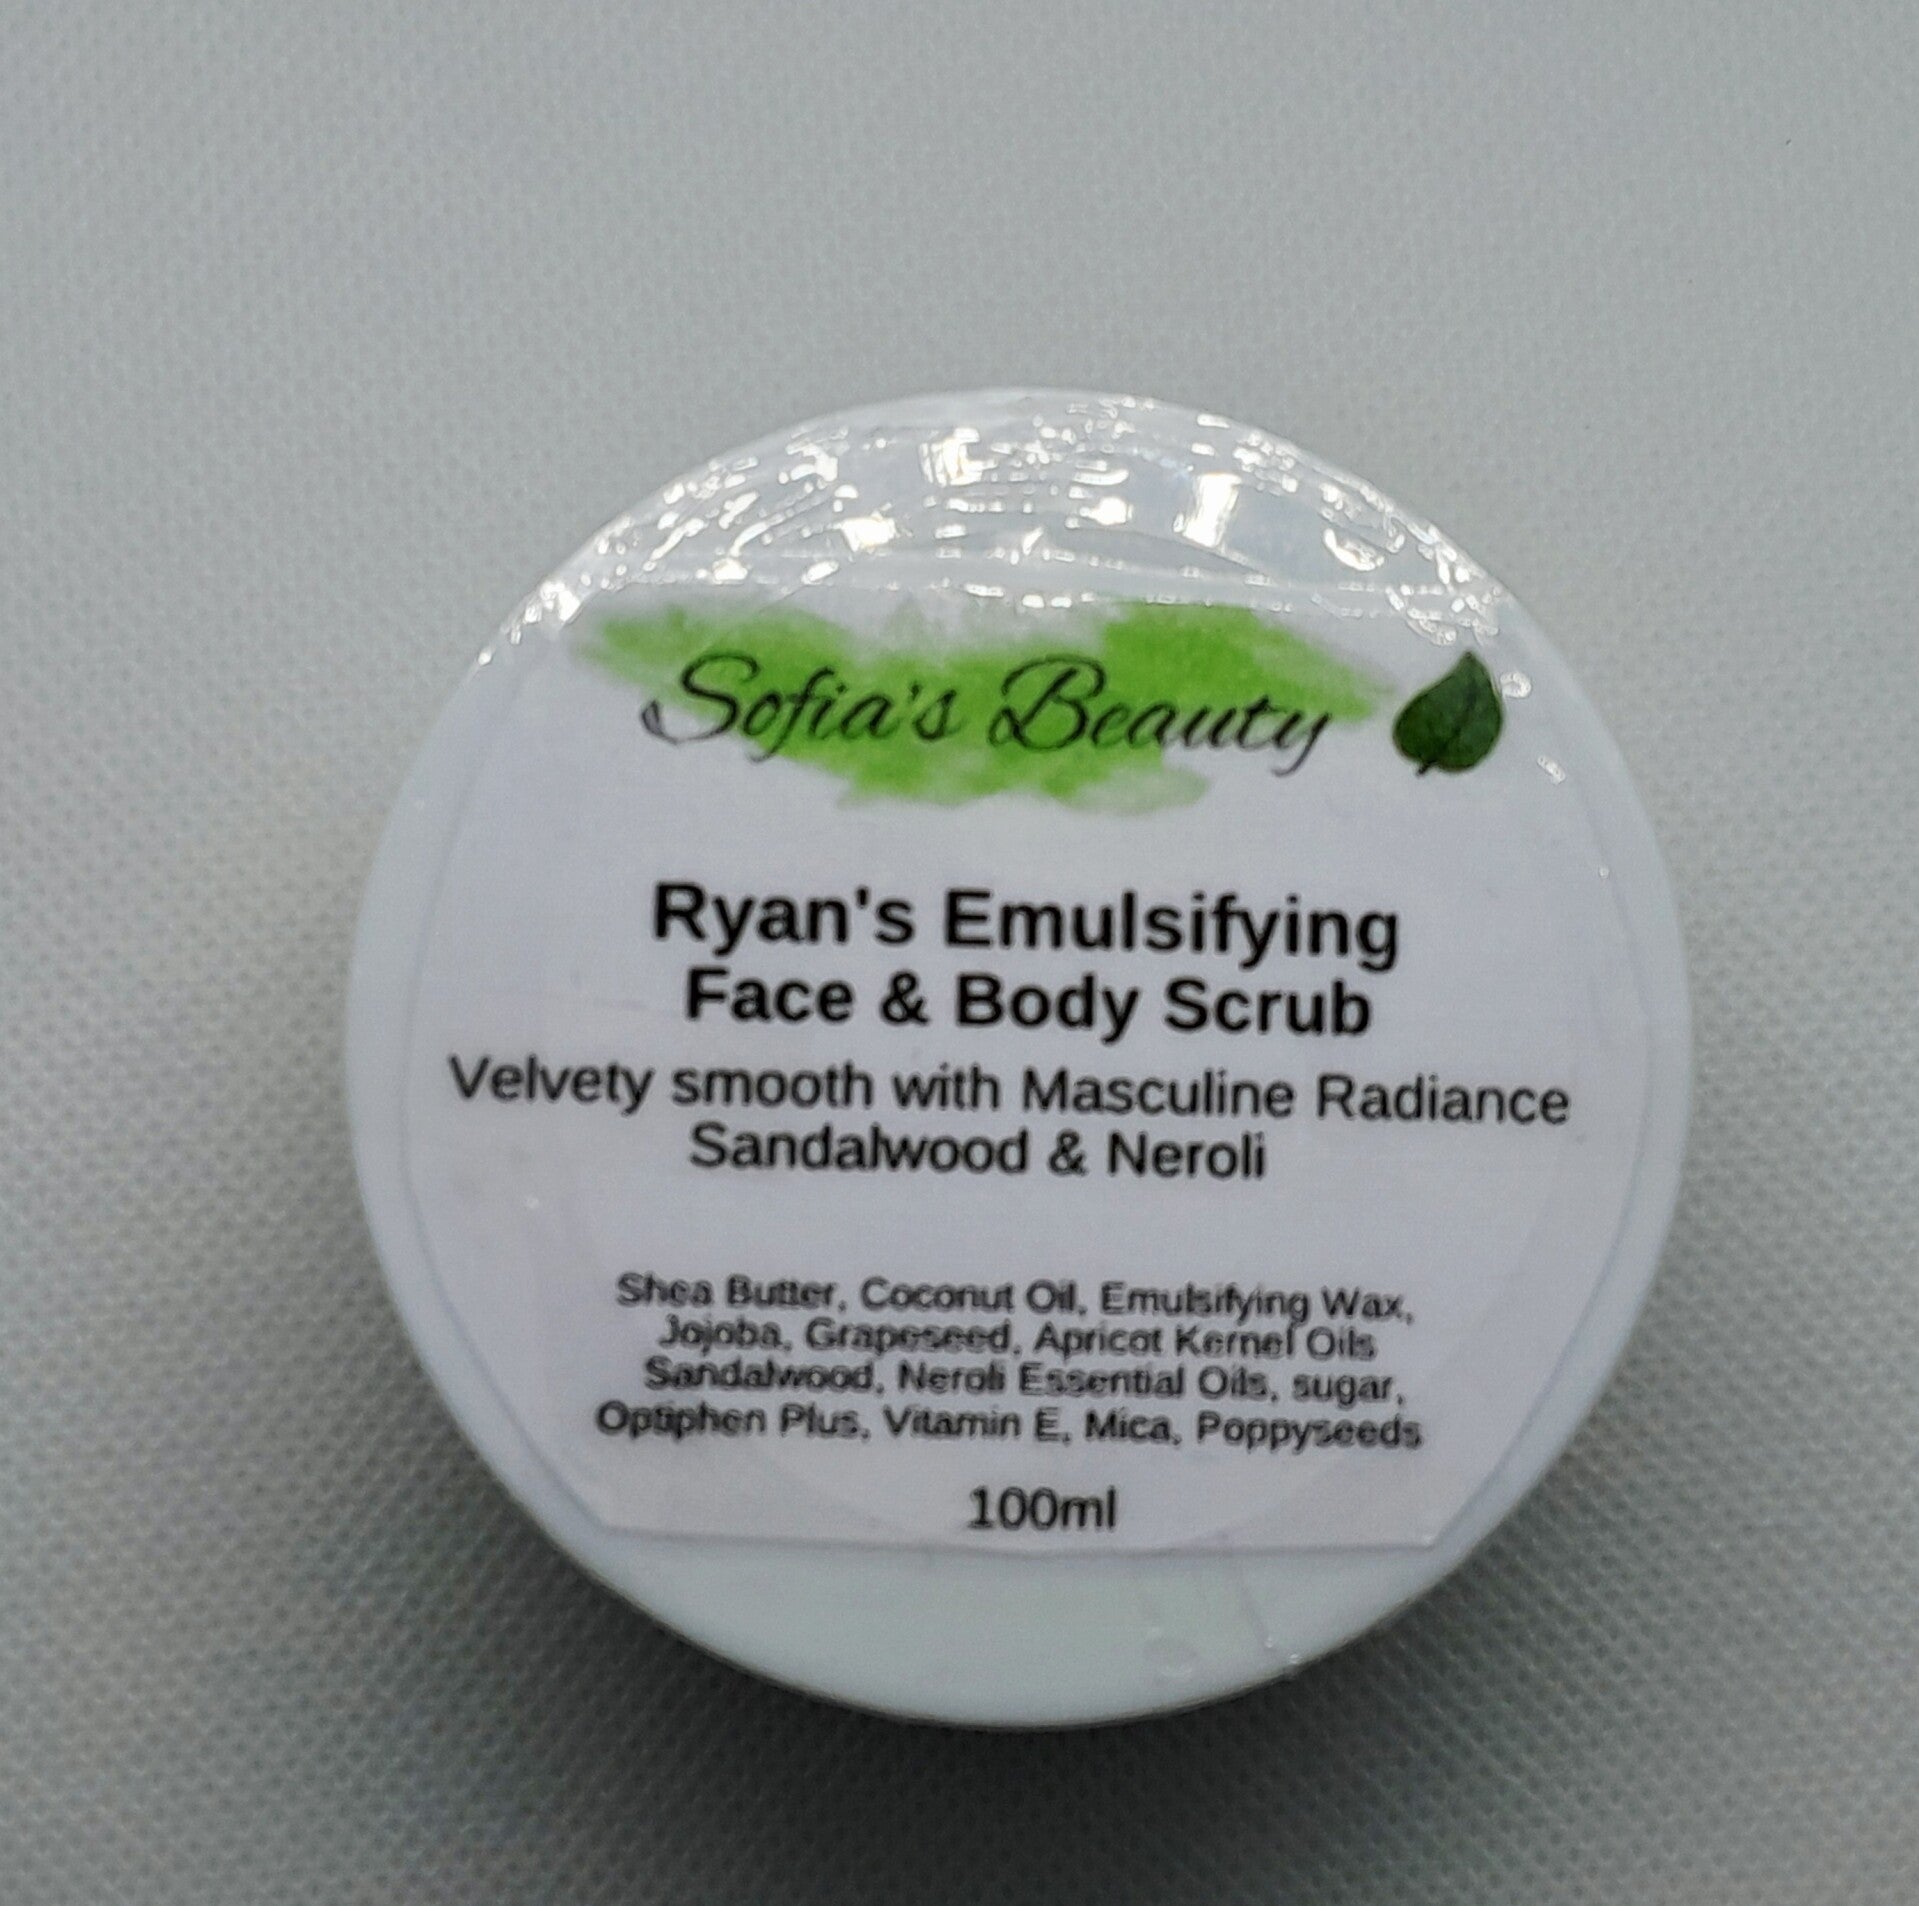 Sofia's Beauty
Ryan's Emulsifying
Face & Body Scrub
Velvety smooth with Masculine Radiance
Sandalwood & Neroli
Shea Butter, Coconut Oil, Emulsifying Wax,
Jojoba, Grapeseed, Apricot Kernel Oils
Sandalwood, Neroli Essential Oils, sugar,
Optiphen Plus, Vitamin E, Mica, Poppyseeds
100ml